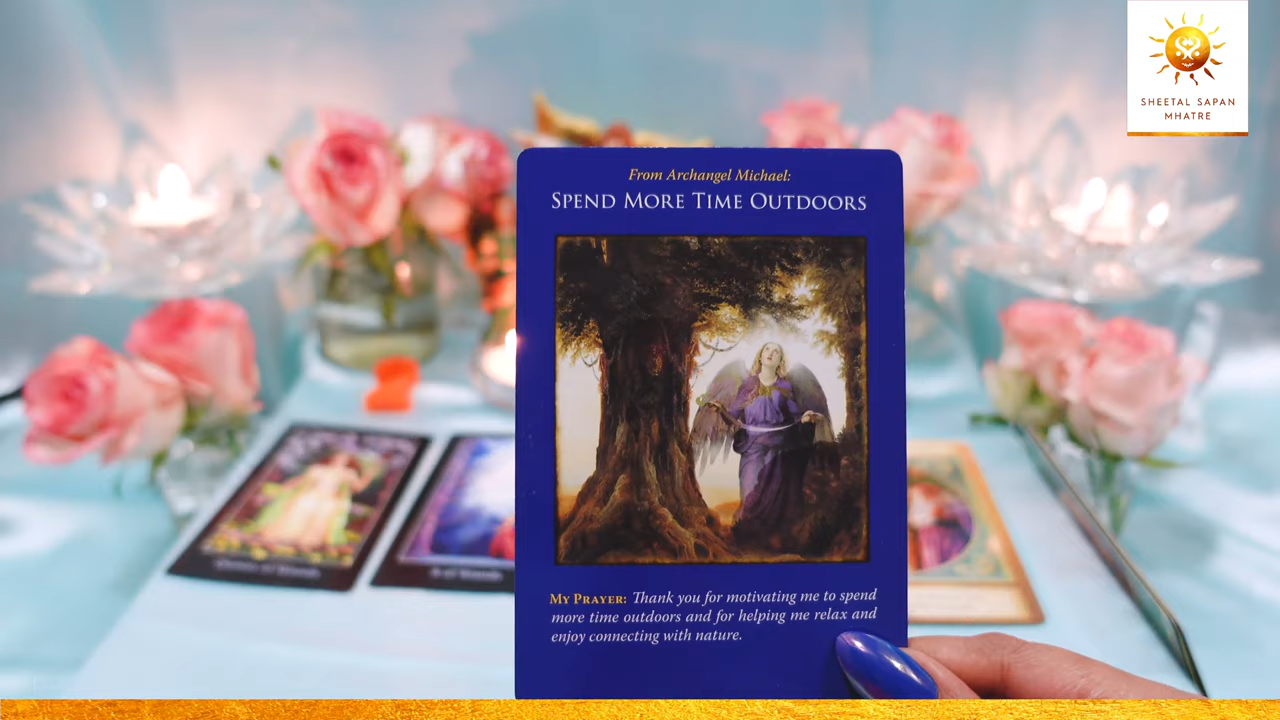 SHEETAL SAPAN
MHATRE
From Archangel Michael:
SPEND MORE TIME OUTDOORS
MY PRAYER: Thank you for motivating me to spend
more time outdoors and for helping me relax and
enjoy connecting with nature.